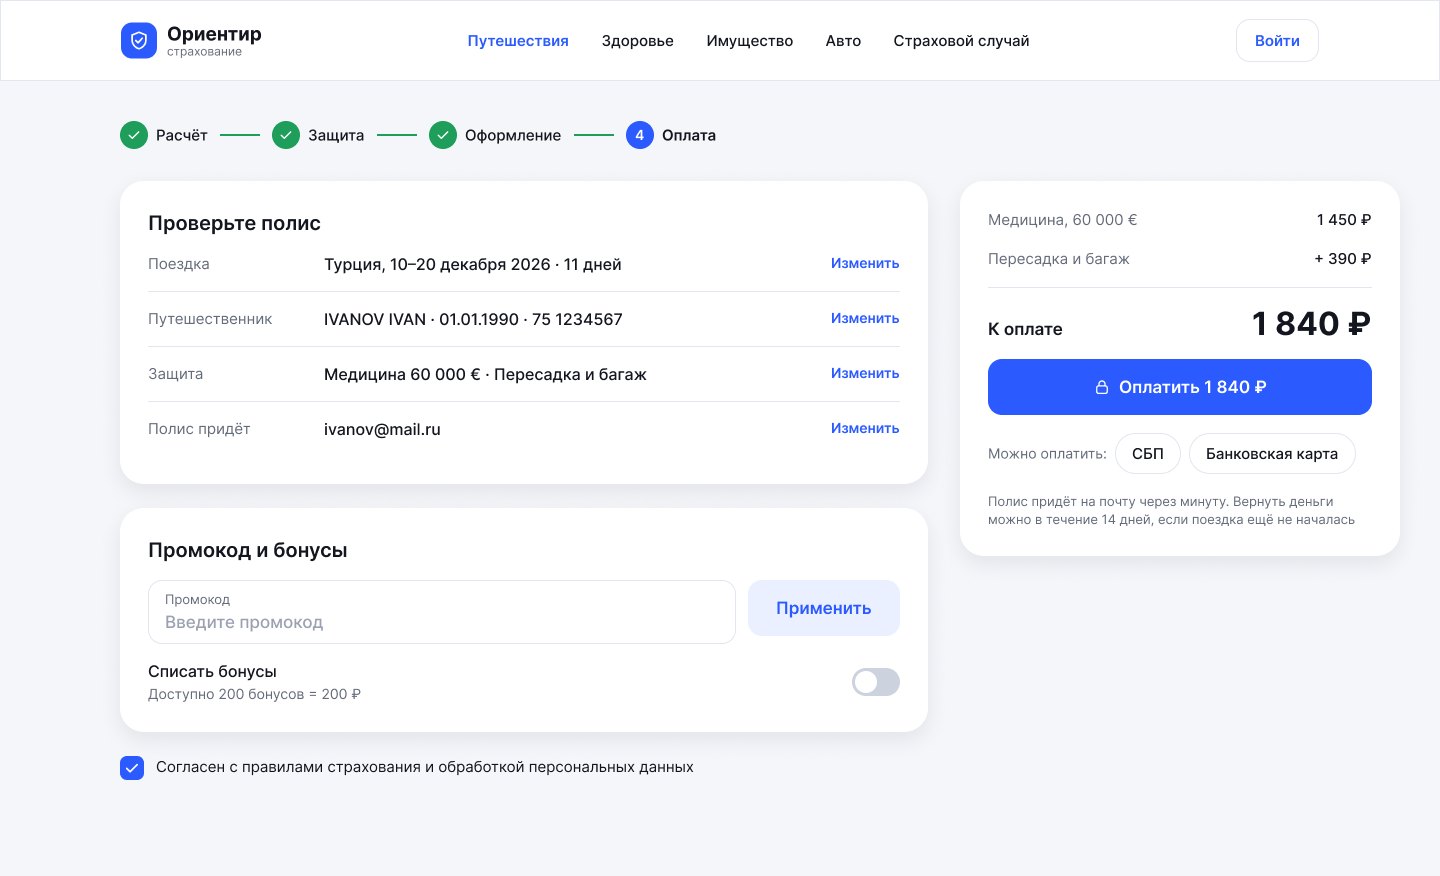 Ориентир
страхование
Путешествия
Здоровье
Имущество
Авто
Страховой случай
Войти
Расчёт
Защита
Оформление
4 Оплата
Проверьте полис
Поездка Турция, 10–20 декабря 2026 · 11 дней Изменить
Путешественник IVANOV IVAN · 01.01.1990 · 75 1234567 Изменить
Защита Медицина 60 000 € · Пересадка и багаж Изменить
Полис придёт ivanov@mail.ru Изменить
Промокод и бонусы
Промокод
Введите промокод
Применить
Списать бонусы
Доступно 200 бонусов = 200 ₽
Согласен с правилами страхования и обработкой персональных данных
Медицина, 60 000 € 1 450 ₽
Пересадка и багаж + 390 ₽
К оплате 1 840 ₽
Оплатить 1 840 ₽
Можно оплатить: СБП Банковская карта
Полис придёт на почту через минуту. Вернуть деньги
можно в течение 14 дней, если поездка ещё не началась